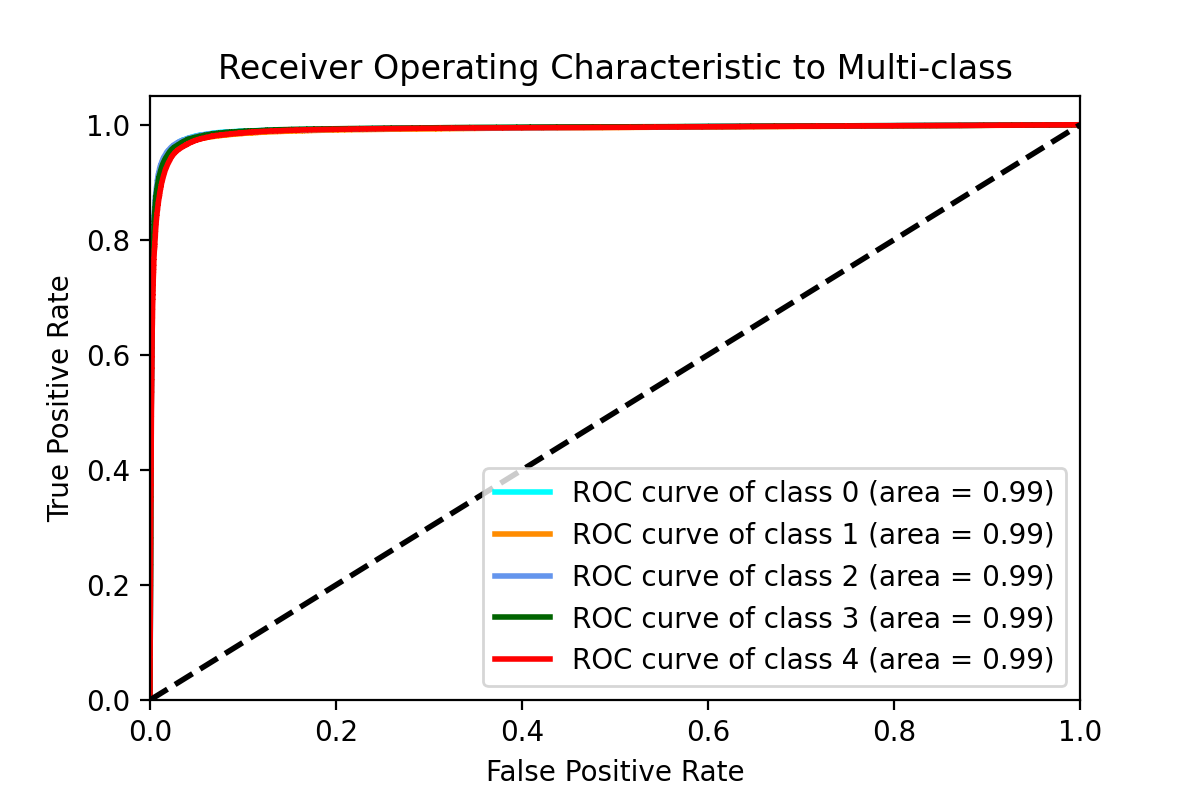 Receiver Operating Characteristic to Multi-class
1.0
0.8
0.6
0.4
0.2
0.0
True Positive Rate
ROC curve of class 0 (area = 0.99)
ROC curve of class 1 (area = 0.99)
ROC curve of class 2 (area = 0.99)
ROC curve of class 3 (area = 0.99)
ROC curve of class 4 (area = 0.99)
0.0 0.2 0.4 0.6 0.8 1.0
False Positive Rate